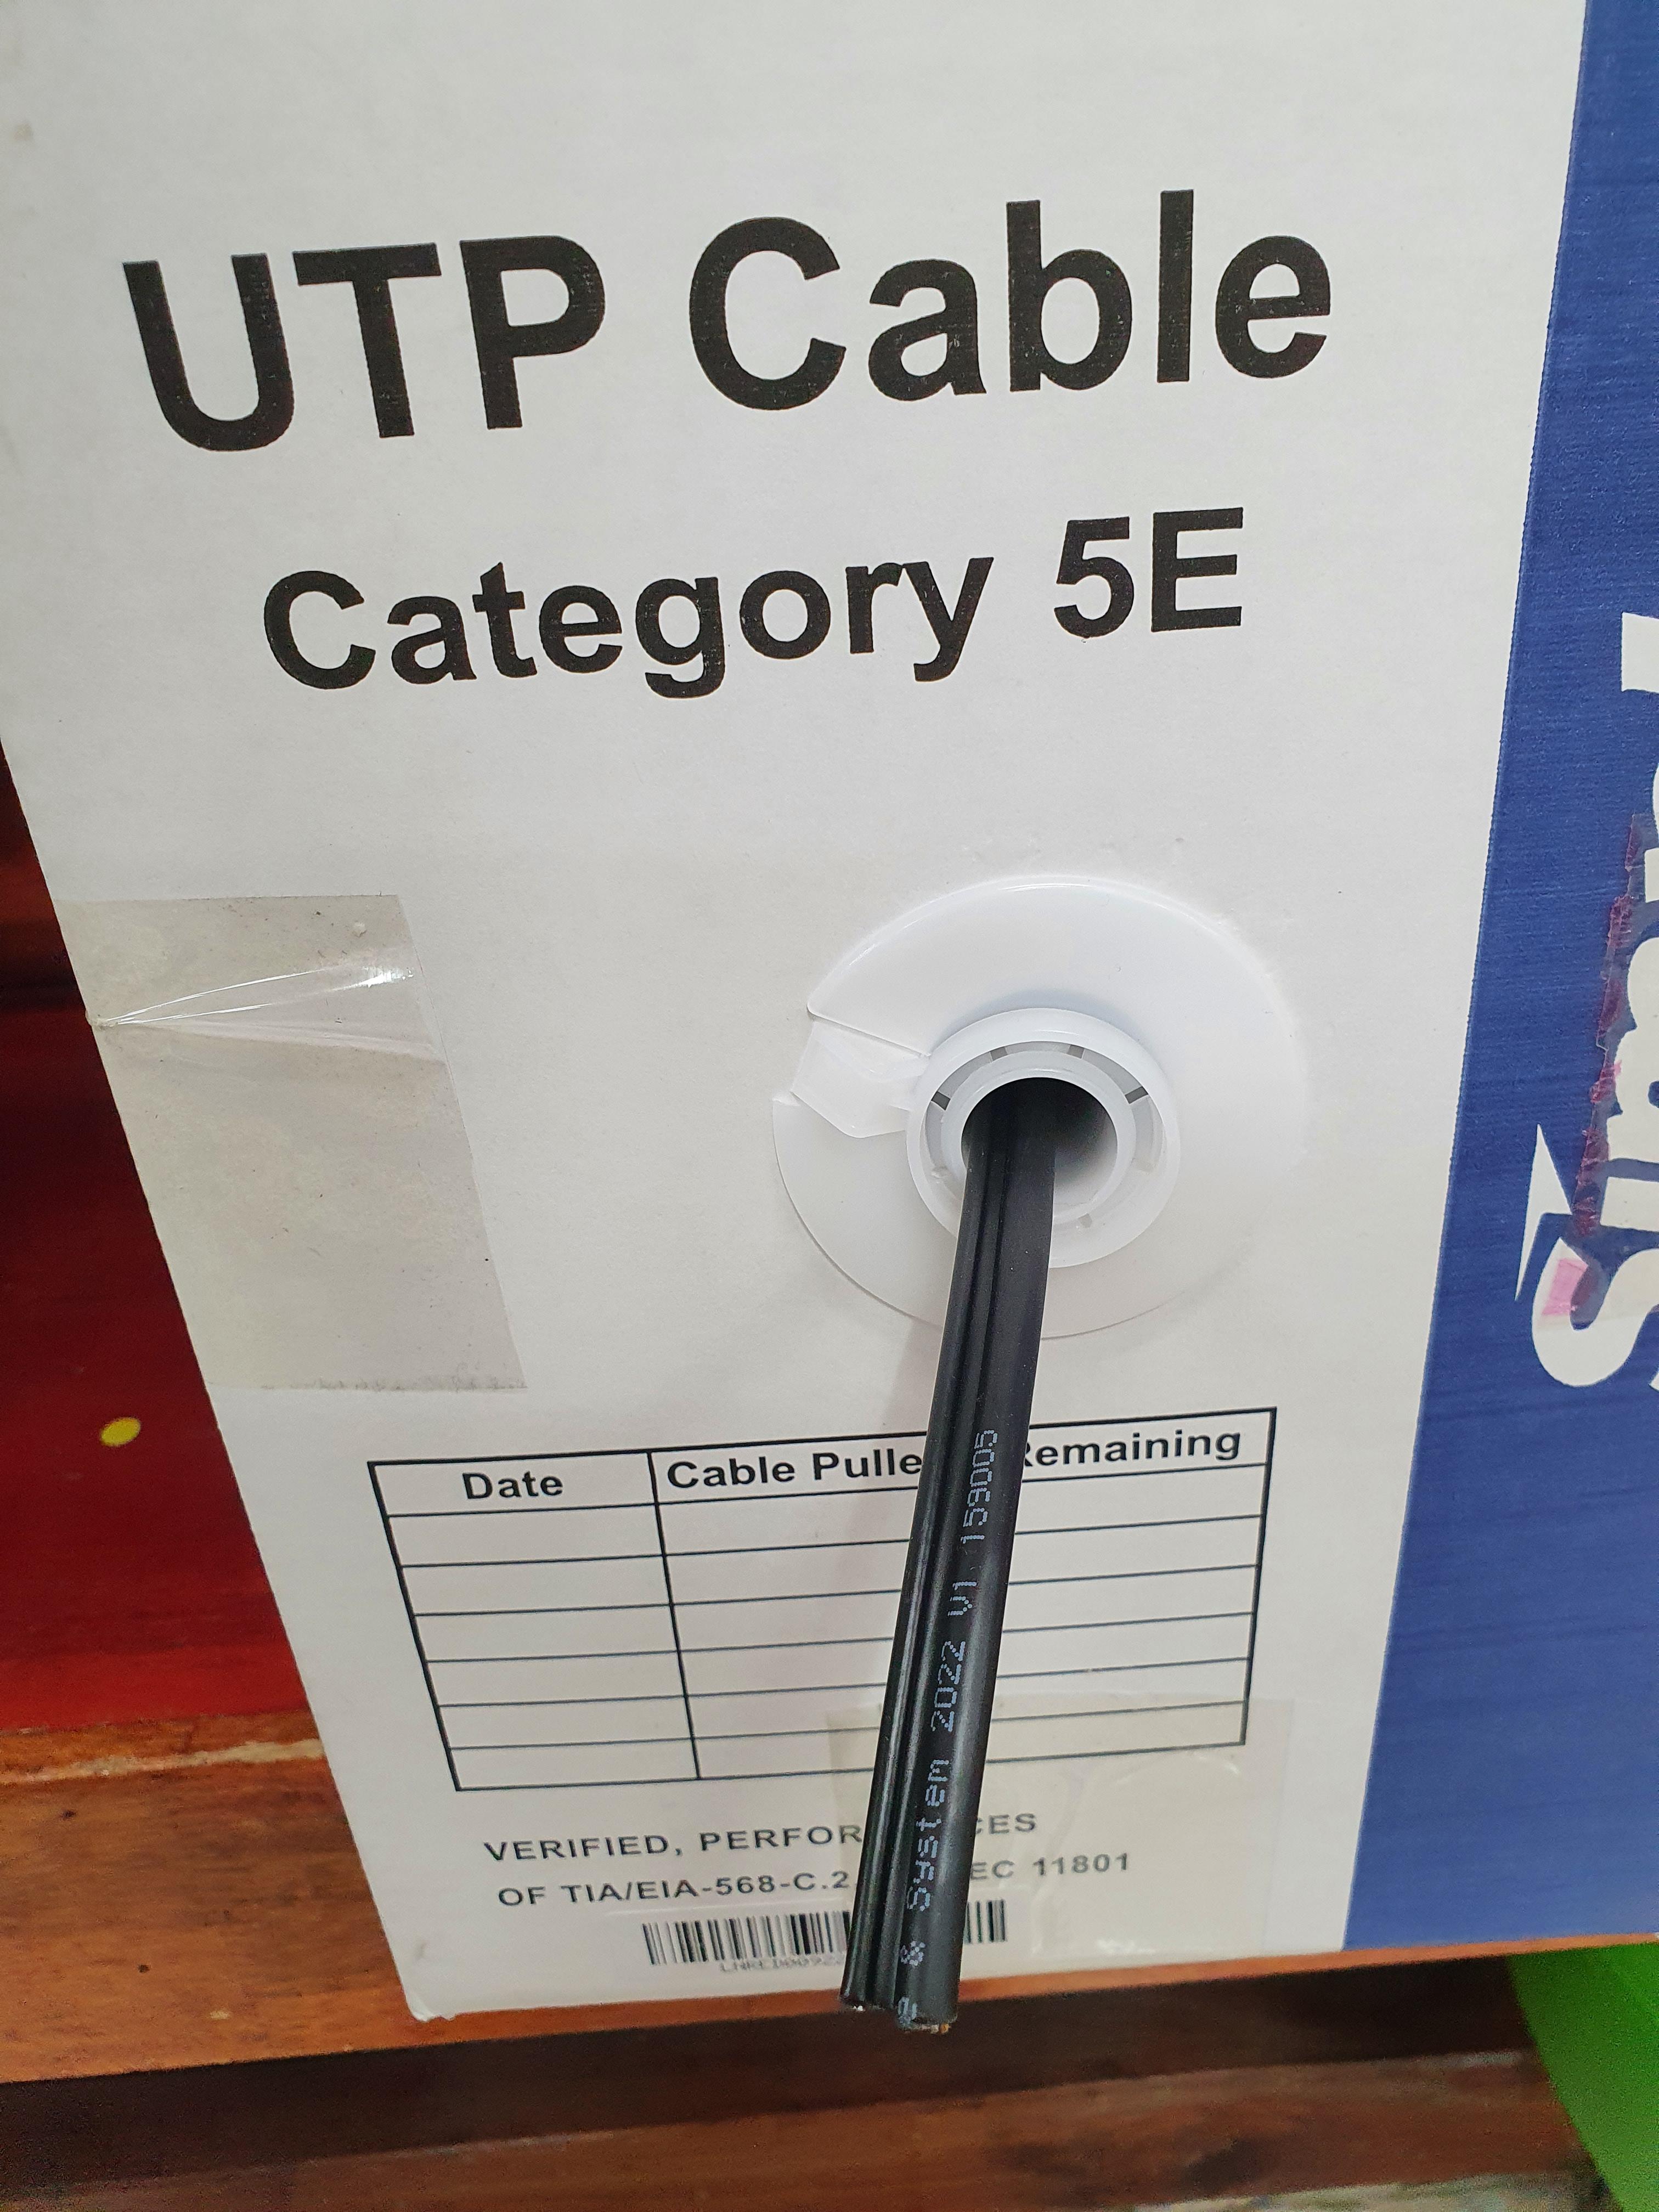 UTP Cable
Category 5E
Date Cable Pulle emaining
VERIFIED, PERFOR CES
OF TIA/EIA-568-C.2 EC 11801
& System 2022 V1 159005